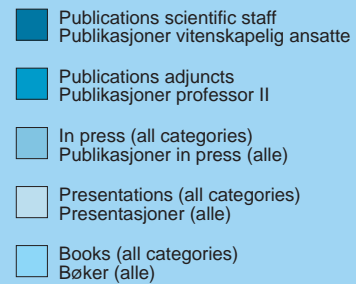 Publications scientific staff
Publikasjoner vitenskapelig ansatte
Publications adjuncts
Publikasjoner professor II
In press (all categories)
Publikasjoner in press (alle)
Presentations (all categories)
Presentasjoner (alle)
Books (all categories)
Bøker (alle)